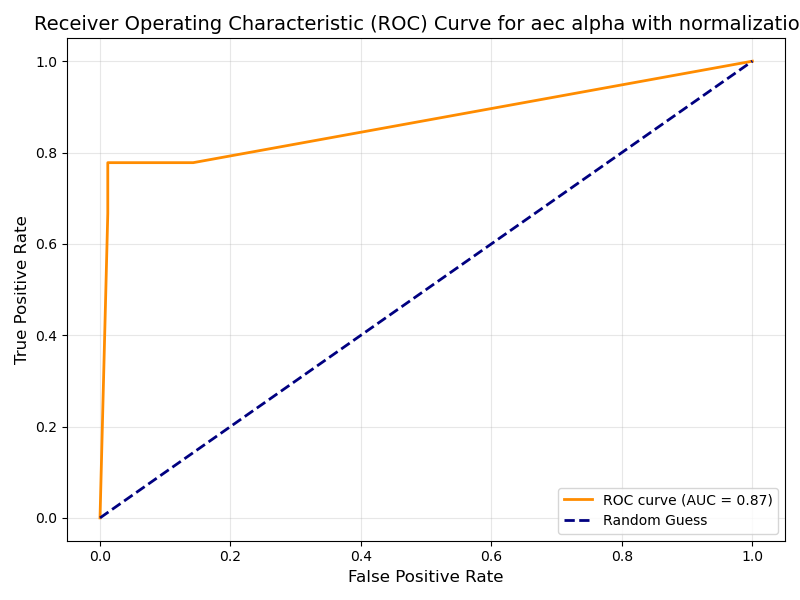 Receiver Operating Characteristic (ROC) Curve for aec alpha with normalizatio
1.0
0.8
0.6
0.4
0.2
0.0
True Positive Rate
0.0 0.2 0.4 0.6 0.8 1.0
False Positive Rate
ROC curve (AUC = 0.87)
Random Guess